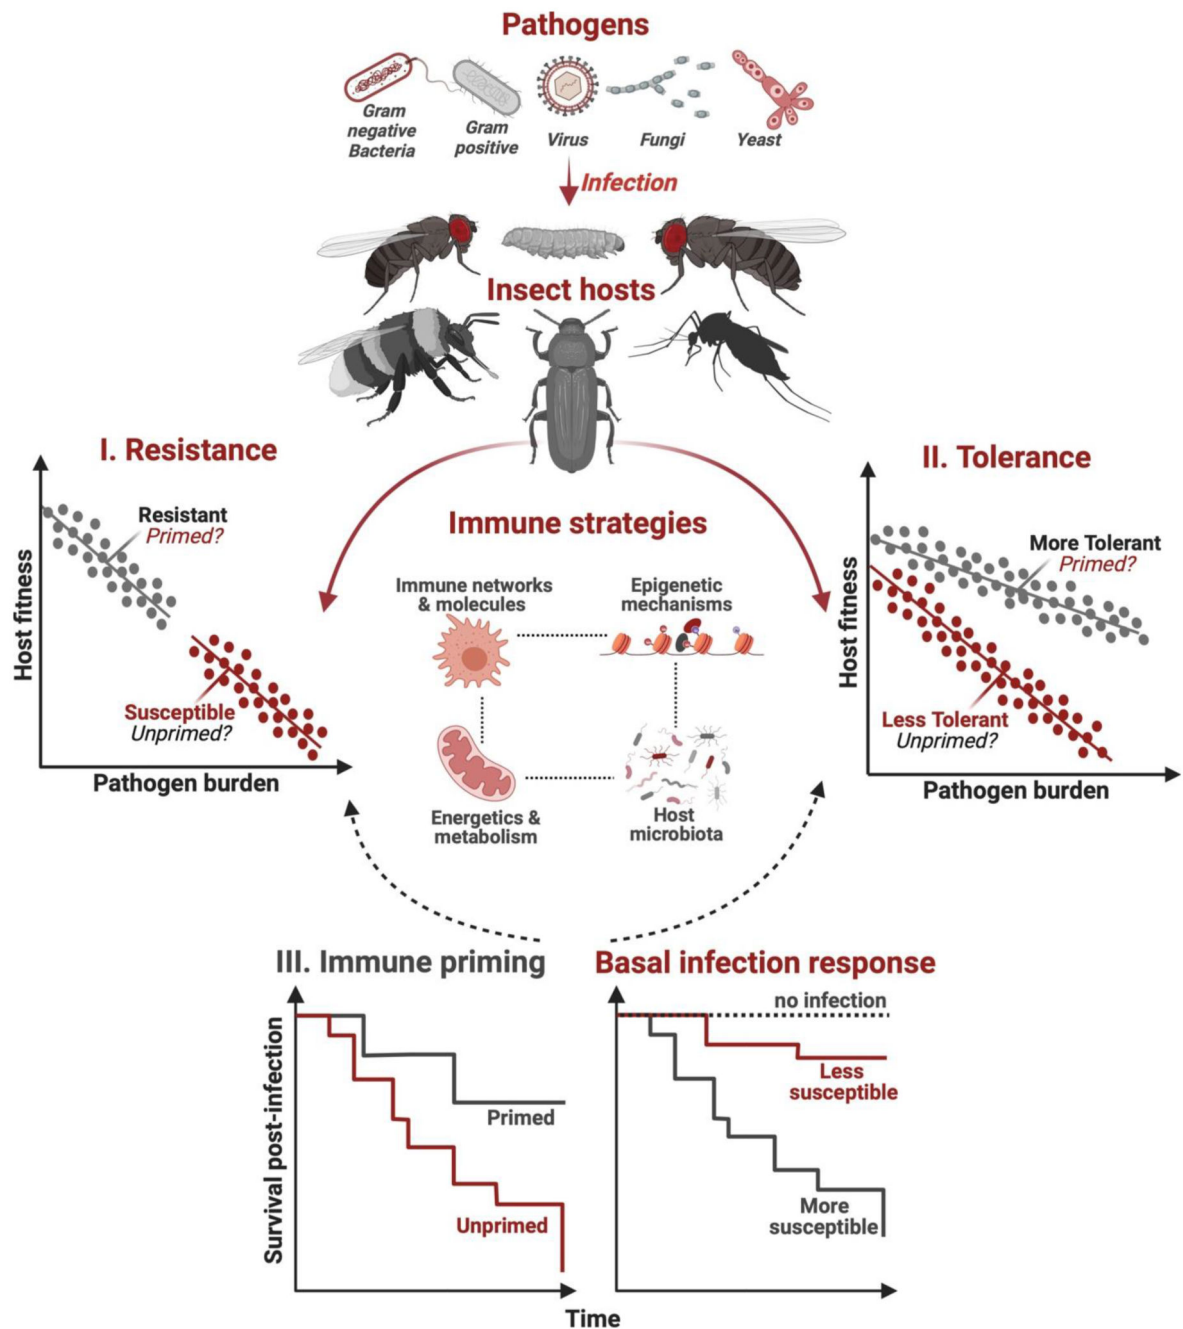 Pathogens
Gram
negative
Bacteria
Gram
positive
Virus
Fungi
Yeast
Infection
Insect hosts
I. Resistance
Host fitness
Resistant
Primed?
Susceptible
Unprimed?
Pathogen burden
Immune strategies
Immune networks
& molecules
Epigenetic
mechanisms
Energetics &
metabolism
Host
microbiota
II. Tolerance
Host fitness
More Tolerant
Primed?
Less Tolerant
Unprimed?
Pathogen burden
III. Immune priming
Survival post-infection
Primed
Unprimed
Basal infection response
no infection
Less
susceptible
More
susceptible
Time